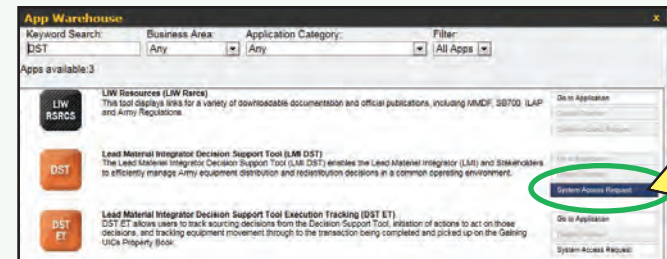 App Warehouse x
Keyword Search: Business Area: Application Category: Filter:
DST Any Any All Apps
Apps available:3
LIW RSRCS
LIW Resources (LIW Rsrcs)
This tool displays links for a variety of downloadable documentation and official publications, including MMDF, SB700, ILAP
and Army Regulations.
Go to Application
System Access Request
DST
Lead Material Integrator Decision Support Tool (LMI DST)
The Lead Material Integrator Decision Support Tool (LMI DST) enables the Lead Material Integrator (LMI) and Stakeholders
to efficiently manage Army equipment distribution and redistribution decisions in a common operating environment.
Go to Application
System Access Request
DST ET
Lead Material Integrator Decision Support Tool Execution Tracking (DST ET)
DST ET allows users to track sourcing decisions from the Decision Support Tool, initiation of actions to act on those
decisions, and tracking equipment movement through to the transaction being completed and picked up on the Gaining
UICs Property Book.
Go to Application
System Access Request